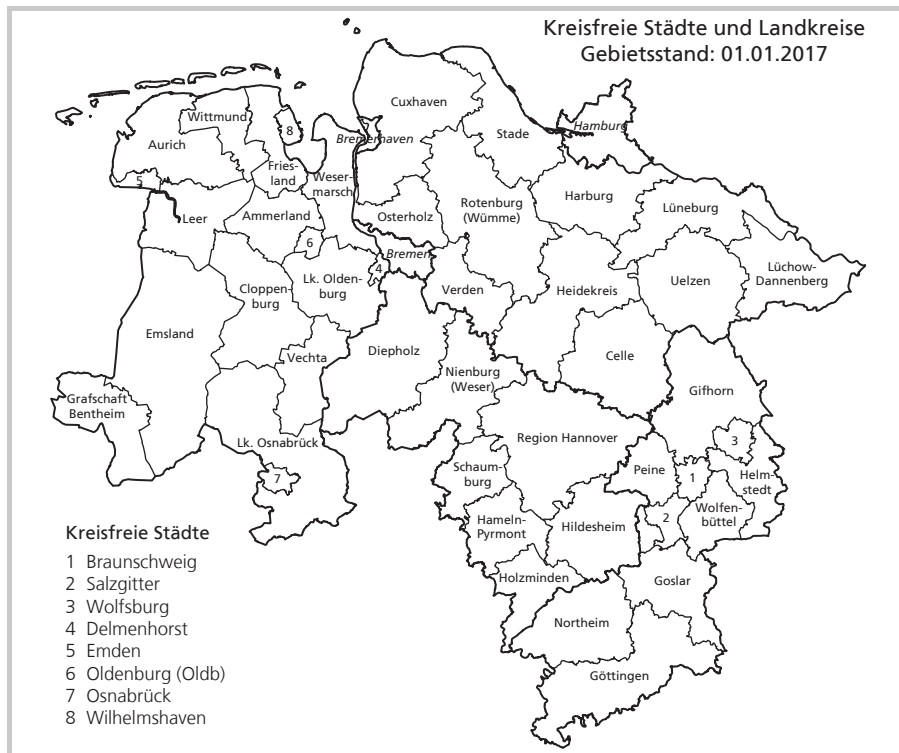 Kreisfreie Städte und Landkreise
Gebietsstand: 01.01.2017
Cuxhaven
Wittmund
8
Stade
Hamburg
Bremerhaven
Aurich
Fries-
land
Weser-
marsch
5
Harburg
Rotenburg
(Wümme)
Lüneburg
Leer
Ammerland
Osterholz
6
Bremen
4
Lüchow-
Dannenberg
Uelzen
Lk. Olden-
burg
Cloppen-
burg
Verden
Heidekreis
Emsland
Vechta
Diepholz
Celle
Nienburg
(Weser)
Gifhorn
Grafschaft
Bentheim
Lk. Osnabrück
Region Hannover
3
7
Schaum-
burg
Peine
1
Helm-
stedt
Wolfen-
büttel
2
Hameln-
Pyrmont
Hildesheim
Holzminden
Goslar
Northeim
Göttingen
Kreisfreie Städte
1 Braunschweig
2 Salzgitter
3 Wolfsburg
4 Delmenhorst
5 Emden
6 Oldenburg (Oldb)
7 Osnabrück
8 Wilhelmshaven